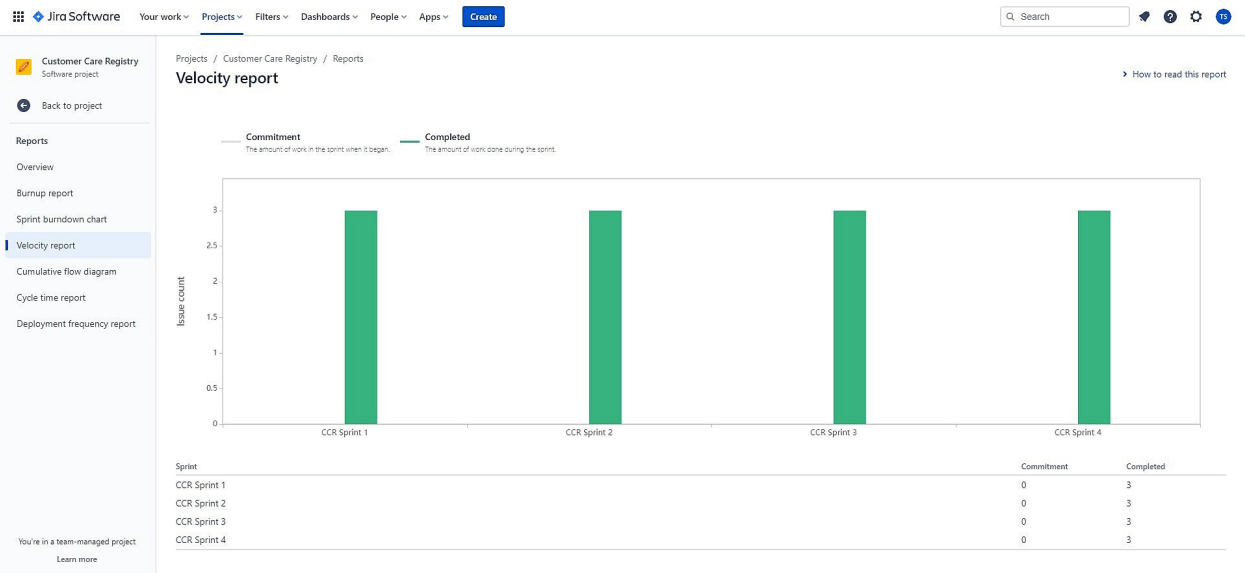 Jira Software Your work Projects Filters Dashboards People Apps Create Search TS
Customer Care Registry
Software project
Back to project
Reports
Overview
Burnup report
Sprint burndown chart
Velocity report
Cumulative flow diagram
Cycle time report
Deployment frequency report
You're in a team-managed project
Learn more
Projects / Customer Care Registry / Reports
Velocity report
How to read this report
Commitment
The amount of work in the sprint when it began.
Completed
The amount of work done during the sprint.
Issue count
3
2.5
2
1.5
1
0.5
0
CCR Sprint 1 CCR Sprint 2 CCR Sprint 3 CCR Sprint 4
Sprint Commitment Completed
CCR Sprint 1 0 3
CCR Sprint 2 0 3
CCR Sprint 3 0 3
CCR Sprint 4 0 3